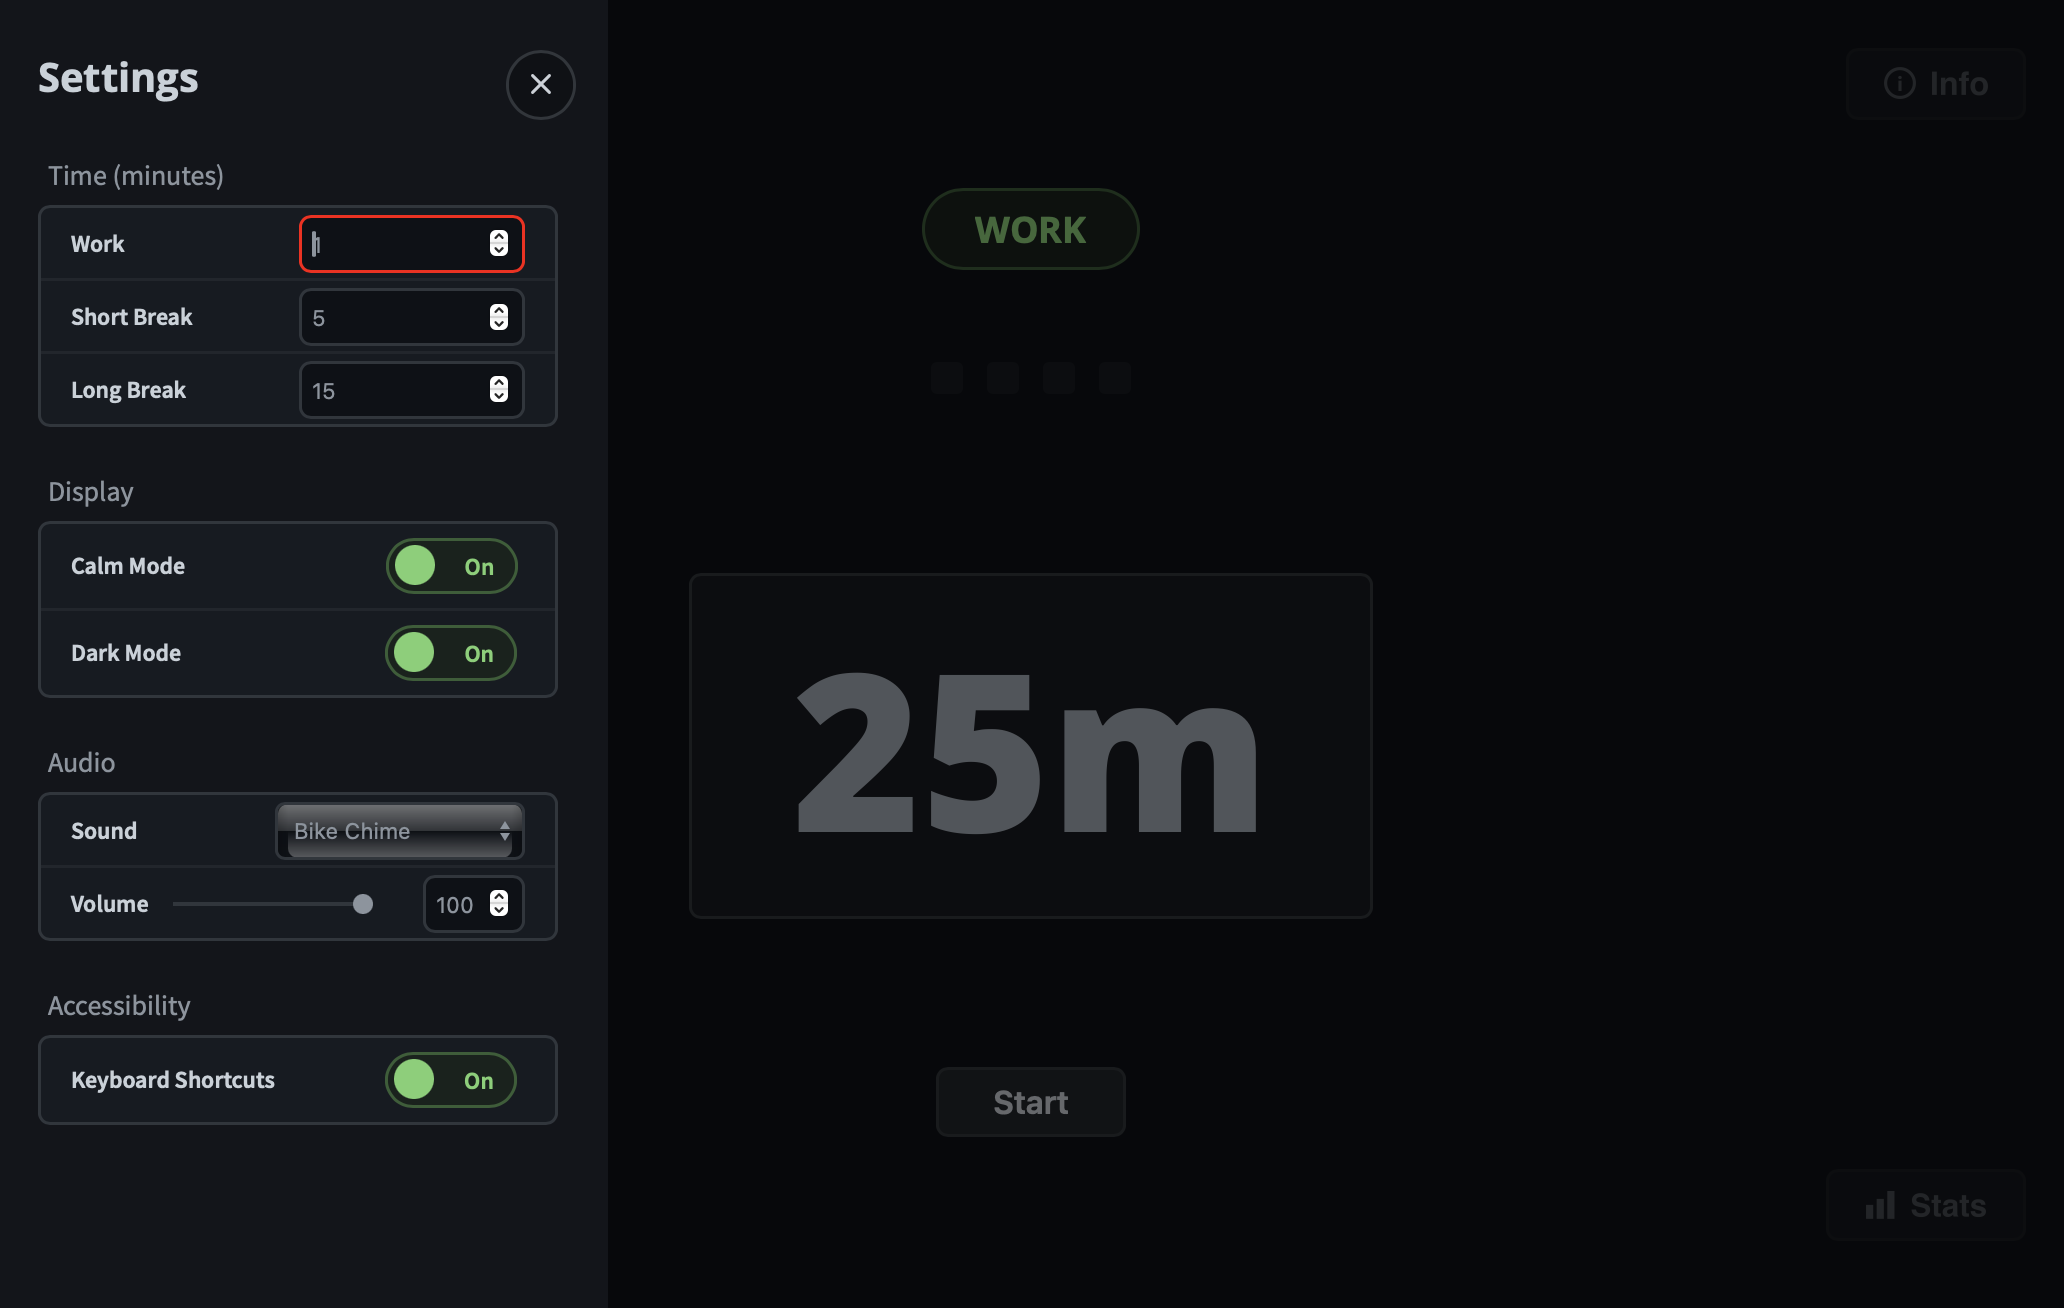 Settings
Time (minutes)
Work
1
Short Break
5
Long Break
15
Display
Calm Mode
On
Dark Mode
On
Audio
Sound
Bike Chime
Volume
100
Accessibility
Keyboard Shortcuts
On
Info
WORK
25m
Start
Stats